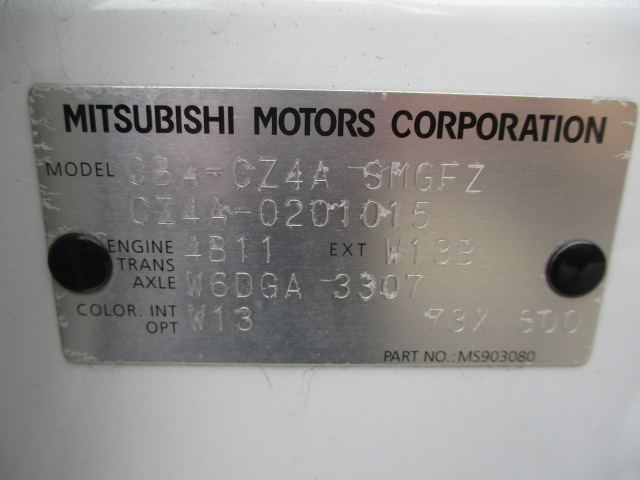 MITSUBISHI MOTORS CORPORATION
MODEL CBA-CZ4A SMGFZ
CZ4A-0201015
ENGINE 4B11 EXT W13B
TRANS
AXLE W6DGA 3307
COLOR. INT W13 73X 600
OPT
PART NO.: MS903080